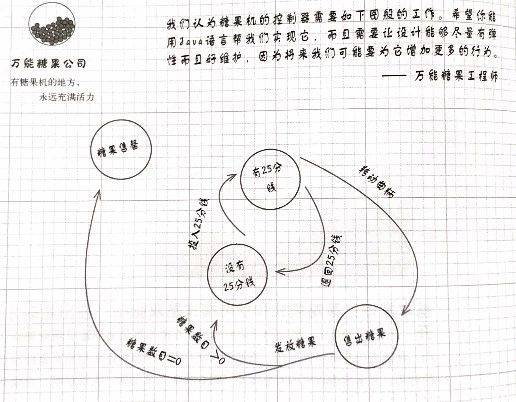 我们认为糖果机的控制器需要如下图般的工作。希望你能
用Java语言帮我们实现它，而且需要让设计能够尽量有弹
性而且好维护，因为将来我们可能要为它增加更多的行为。
—— 万能糖果工程师
万能糖果公司
有糖果机的地方，
永远充满活力
糖果售罄
有25分
钱
转动曲柄
投入25分钱
退回25分钱
没有
25分钱
糖果数目=0
糖果数目>0
发放糖果
售出糖果